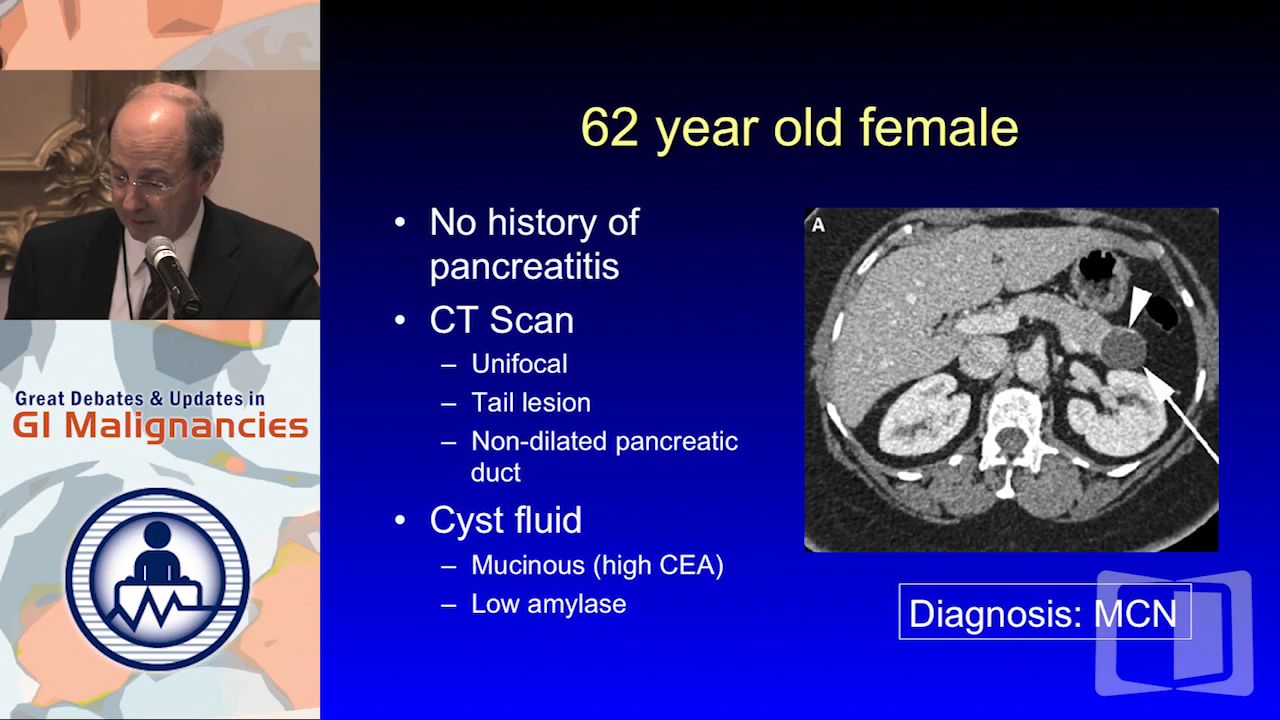 62 year old female
• No history of
pancreatitis
• CT Scan
– Unifocal
– Tail lesion
– Non-dilated pancreatic
duct
• Cyst fluid
– Mucinous (high CEA)
– Low amylase
A
Diagnosis: MCN
Great Debates & Updates in
GI Malignancies